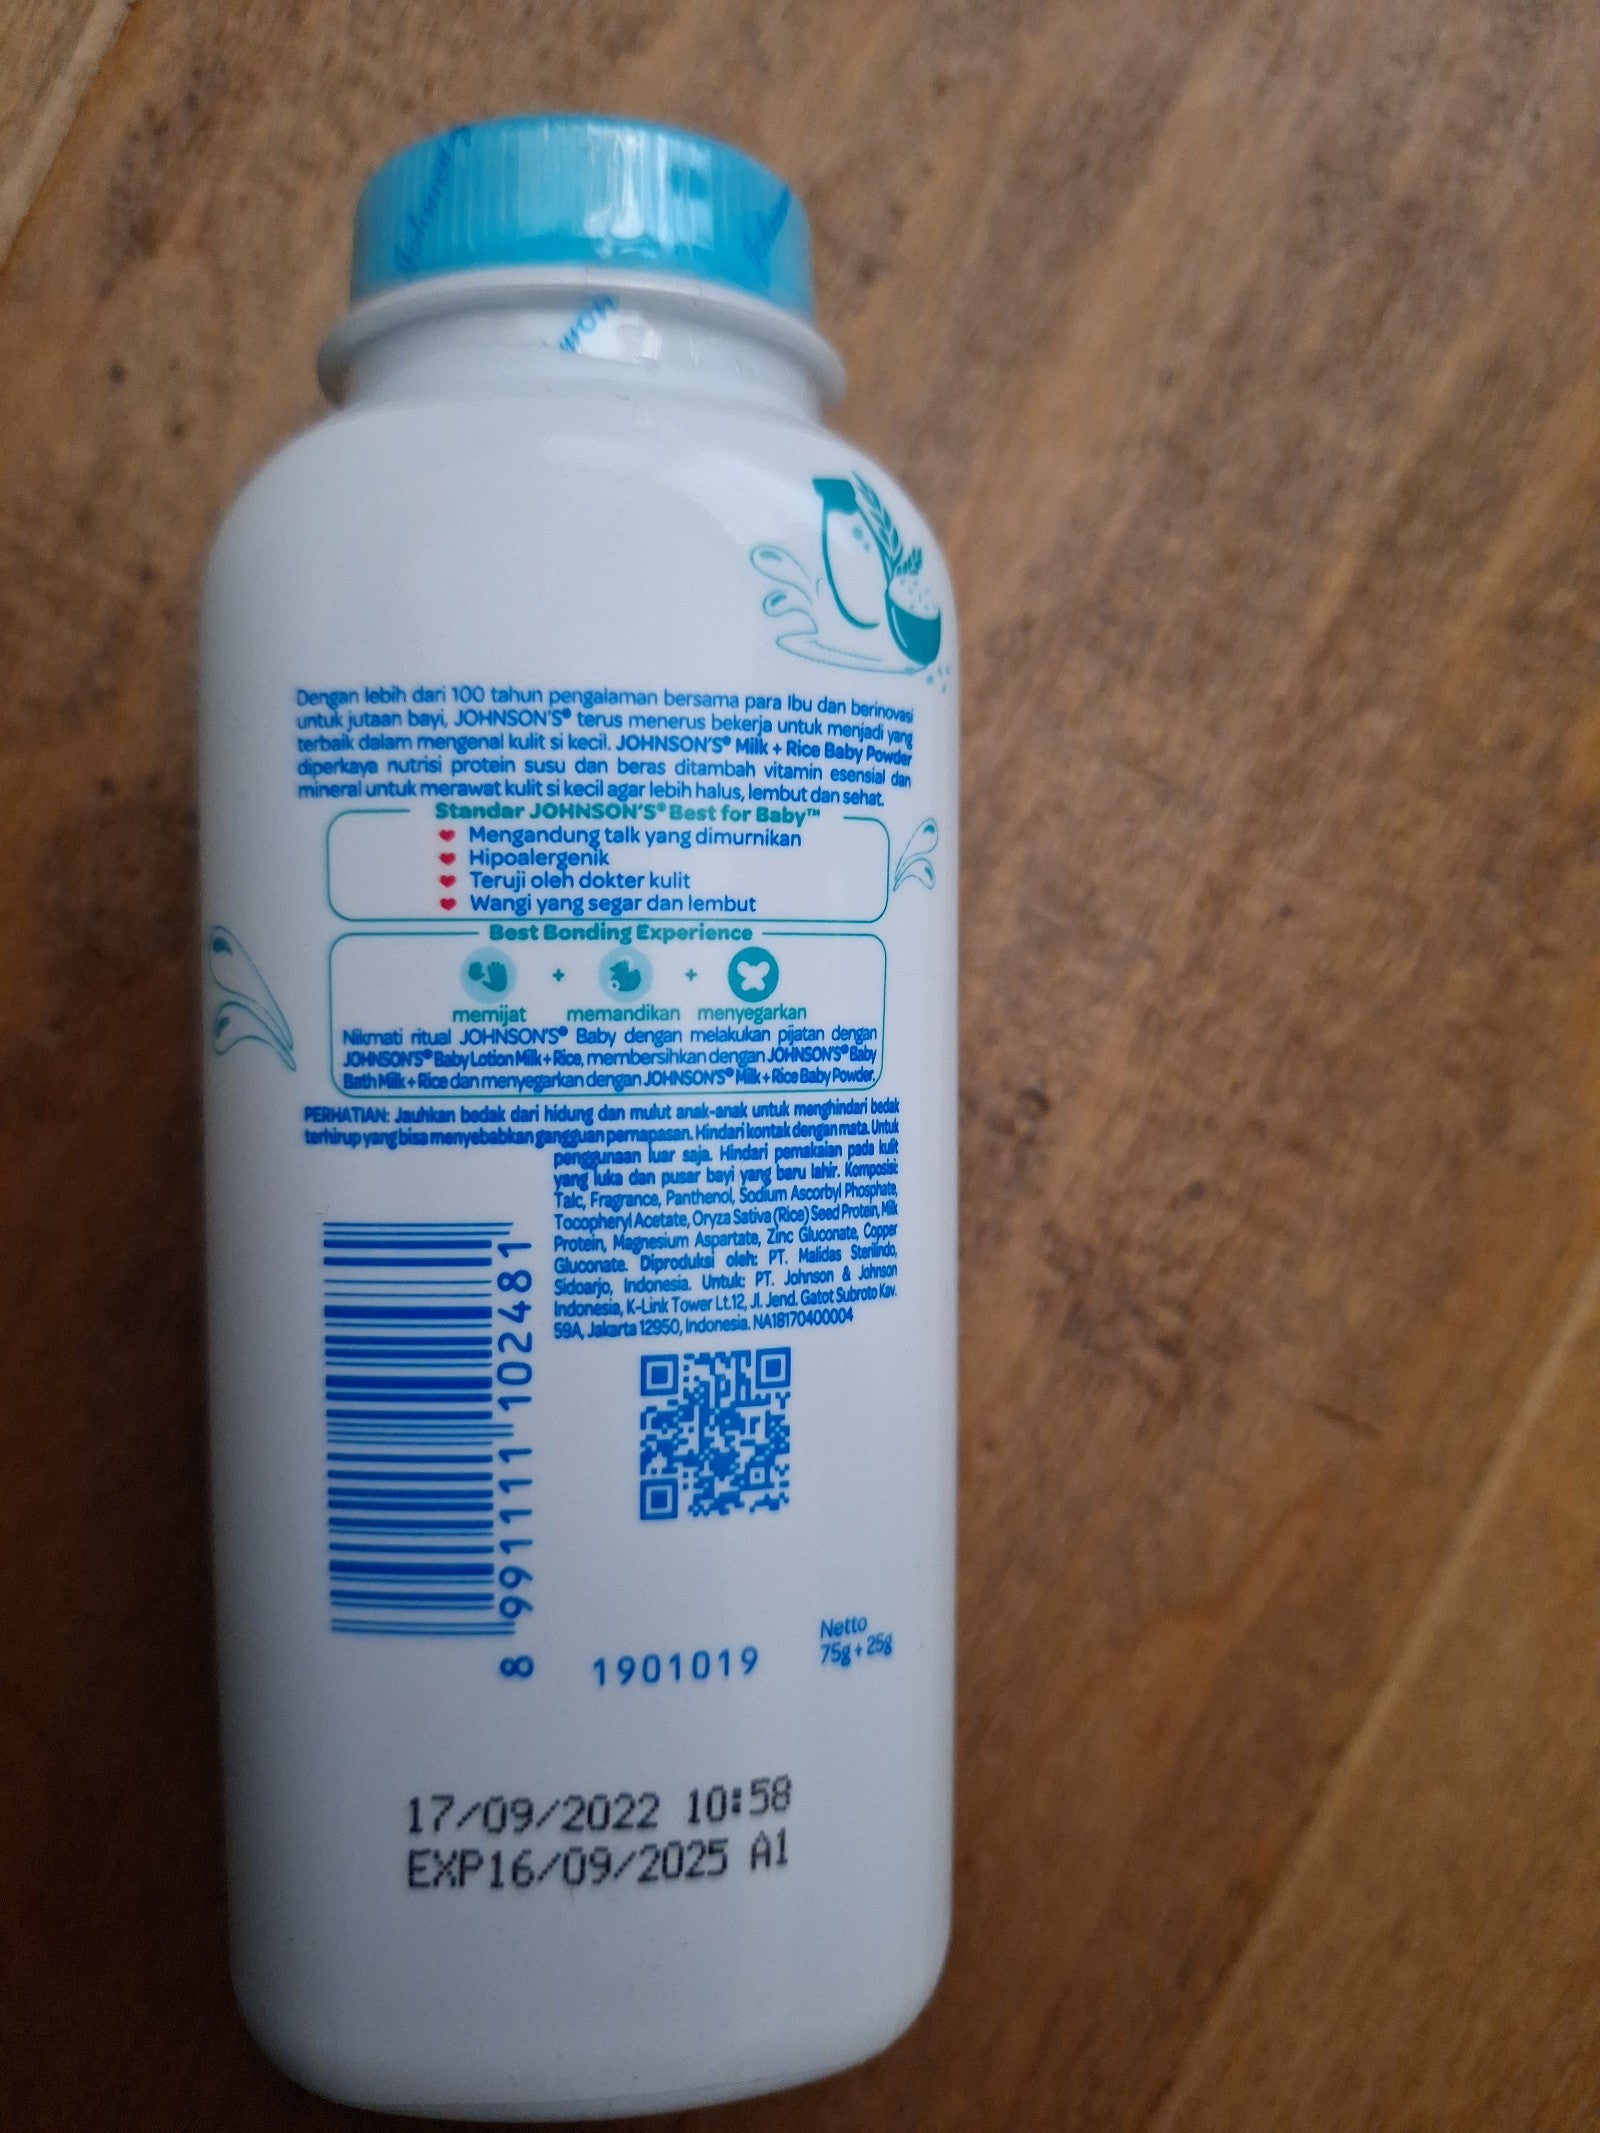 Johnson's
Dengan lebih dari 100 tahun pengalaman bersama para Ibu dan berinovasi
untuk jutaan bayi, JOHNSON'S® terus menerus bekerja untuk menjadi yang
terbaik dalam mengenal kulit si kecil. JOHNSON'S® Milk + Rice Baby Powder
diperkaya nutrisi protein susu dan beras ditambah vitamin esensial dan
mineral untuk merawat kulit si kecil agar lebih halus, lembut dan sehat.
Standar JOHNSON'S® Best for Baby™
Mengandung talk yang dimurnikan
Hipoalergenik
Teruji oleh dokter kulit
Wangi yang segar dan lembut
Best Bonding Experience
+ +
memijat memandikan menyegarkan
Nikmati ritual JOHNSON'S® Baby dengan melakukan pijatan dengan
JOHNSON'S® Baby Lotion Milk + Rice, membersihkan dengan JOHNSON'S® Baby
Bath Milk + Rice dan menyegarkan dengan JOHNSON'S® Milk + Rice Baby Powder.
PERHATIAN: Jauhkan bedak dari hidung dan mulut anak-anak untuk menghindari bedak
terhirup yang bisa menyebabkan gangguan pernapasan. Hindari kontak dengan mata. Untuk
penggunaan luar saja. Hindari pemakaian pada kulit
yang luka dan pusar bayi yang baru lahir. Komposisi:
Talc, Fragrance, Panthenol, Sodium Ascorbyl Phosphate,
Tocopheryl Acetate, Oryza Sativa (Rice) Seed Protein, Milk
Protein, Magnesium Aspartate, Zinc Gluconate, Copper
Gluconate. Diproduksi oleh: PT. Malidas Sterilindo,
Sidoarjo, Indonesia. Untuk: PT. Johnson & Johnson
Indonesia, K-Link Tower Lt.12, Jl. Jend. Gatot Subroto Kav.
59A, Jakarta 12950, Indonesia. NA18170400004
8 991111 102481
1901019
Netto
75g + 25g
17/09/2022 10:58
EXP16/09/2025 A1